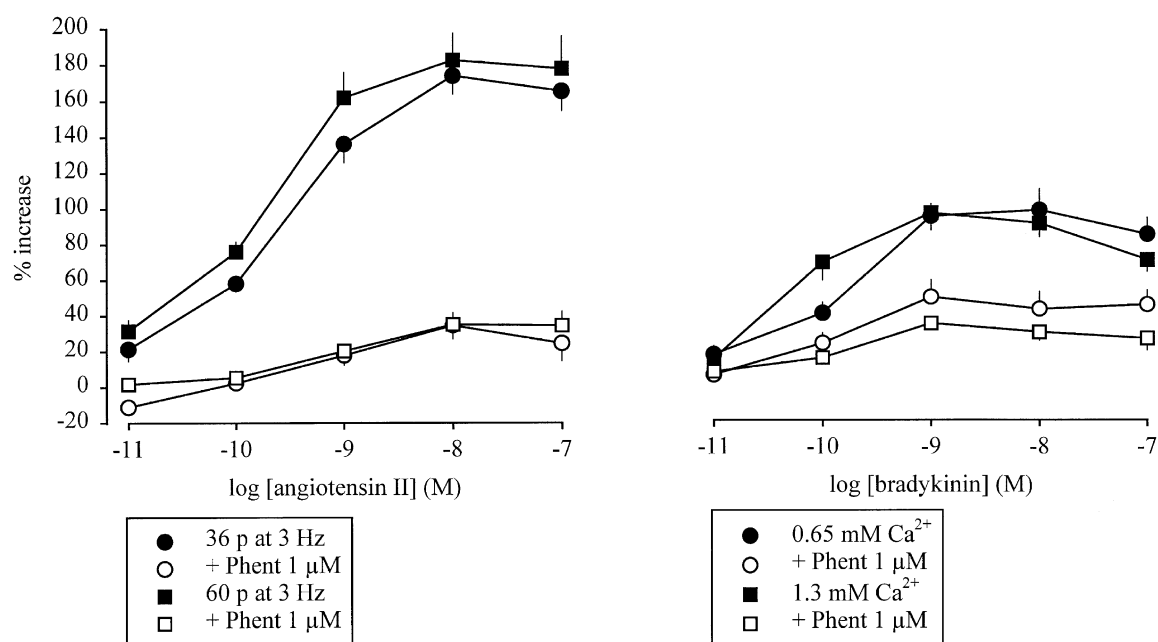 % increase
200
180
160
140
120
100
80
60
40
20
0
-20
-11 -10 -9 -8 -7
log [angiotensin II] (M)
36 p at 3 Hz
+ Phent 1 µM
60 p at 3 Hz
+ Phent 1 µM
-11 -10 -9 -8 -7
log [bradykinin] (M)
0.65 mM Ca²⁺
+ Phent 1 µM
1.3 mM Ca²⁺
+ Phent 1 µM